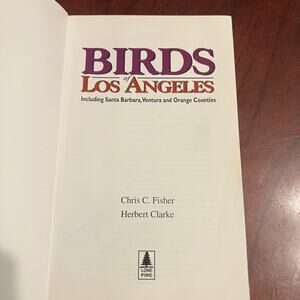 BIRDS
of
LOS ANGELES
Including Santa Barbara, Ventura and Orange Counties
Chris C. Fisher
Herbert Clarke
LONE
PINE